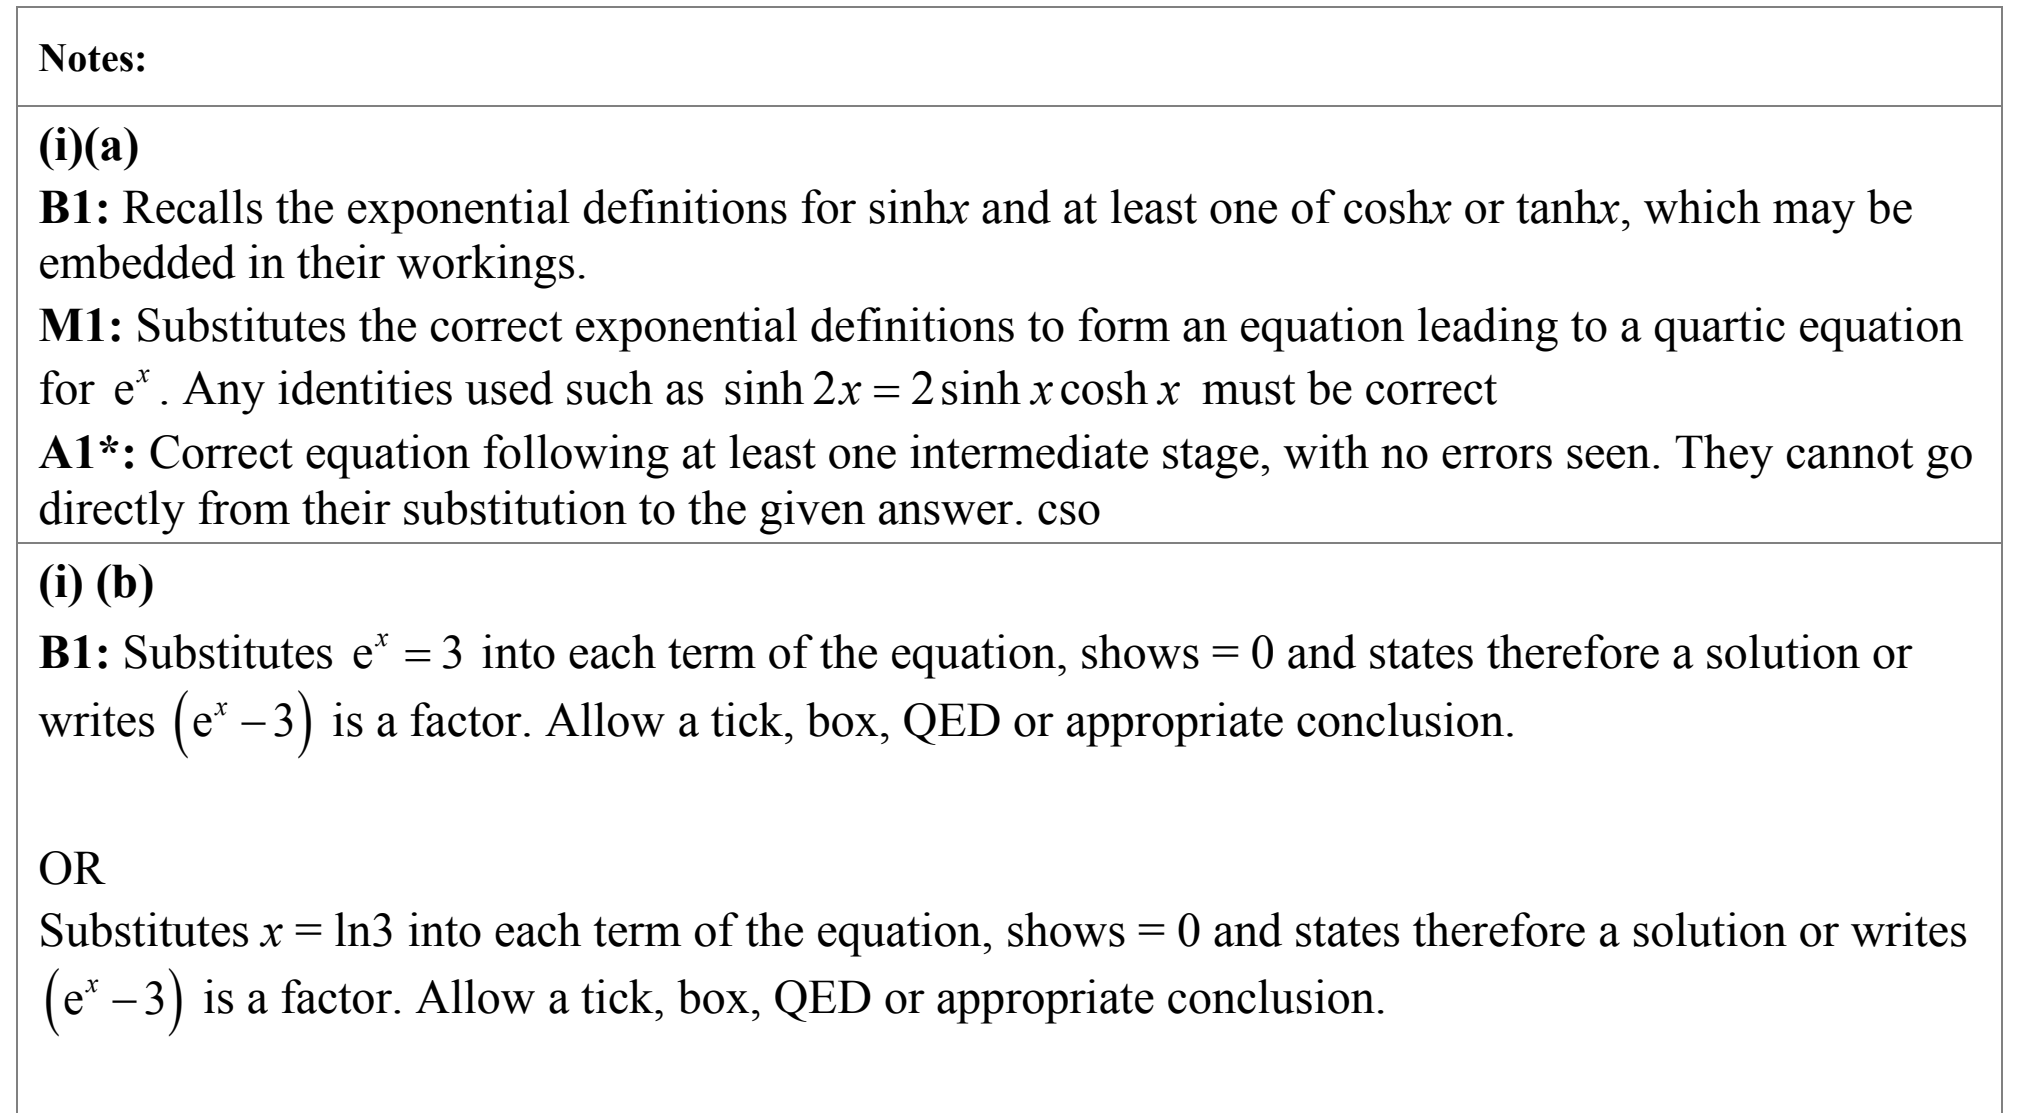 Notes:
(i)(a)
B1: Recalls the exponential definitions for sinhx and at least one of coshx or tanhx, which may be
embedded in their workings.
M1: Substitutes the correct exponential definitions to form an equation leading to a quartic equation
for eˣ . Any identities used such as sinh 2x = 2 sinh x cosh x must be correct
A1*: Correct equation following at least one intermediate stage, with no errors seen. They cannot go
directly from their substitution to the given answer. cso
(i) (b)
B1: Substitutes eˣ = 3 into each term of the equation, shows = 0 and states therefore a solution or
writes (eˣ – 3) is a factor. Allow a tick, box, QED or appropriate conclusion.
OR
Substitutes x = ln3 into each term of the equation, shows = 0 and states therefore a solution or writes
(eˣ – 3) is a factor. Allow a tick, box, QED or appropriate conclusion.